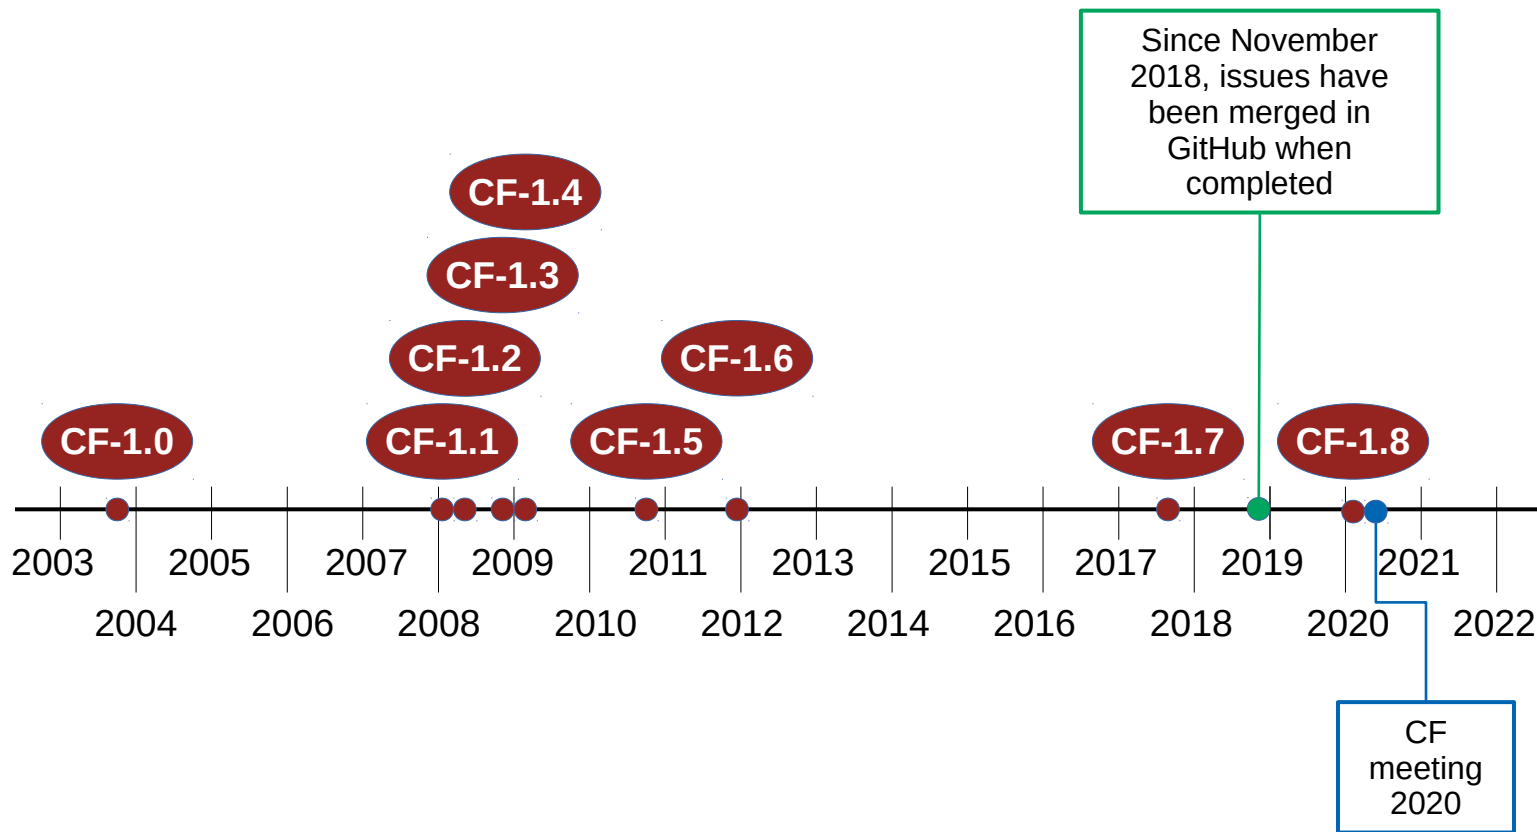 Since November
2018, issues have
been merged in
GitHub when
completed
CF-1.4
CF-1.3
CF-1.2
CF-1.6
CF-1.0
CF-1.1
CF-1.5
CF-1.7
CF-1.8
2003
2005
2007
2009
2011
2013
2015
2017
2019
2021
2004
2006
2008
2010
2012
2014
2016
2018
2020
2022
CF
meeting
2020